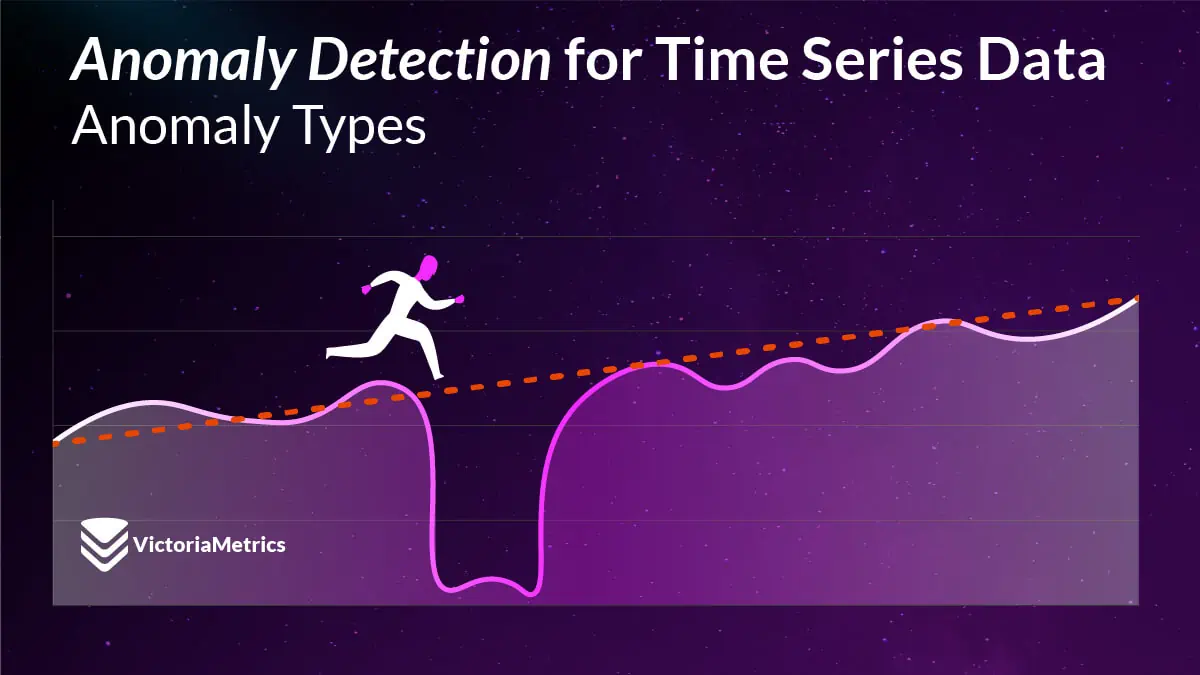 Anomaly Detection for Time Series Data
Anomaly Types
VictoriaMetrics